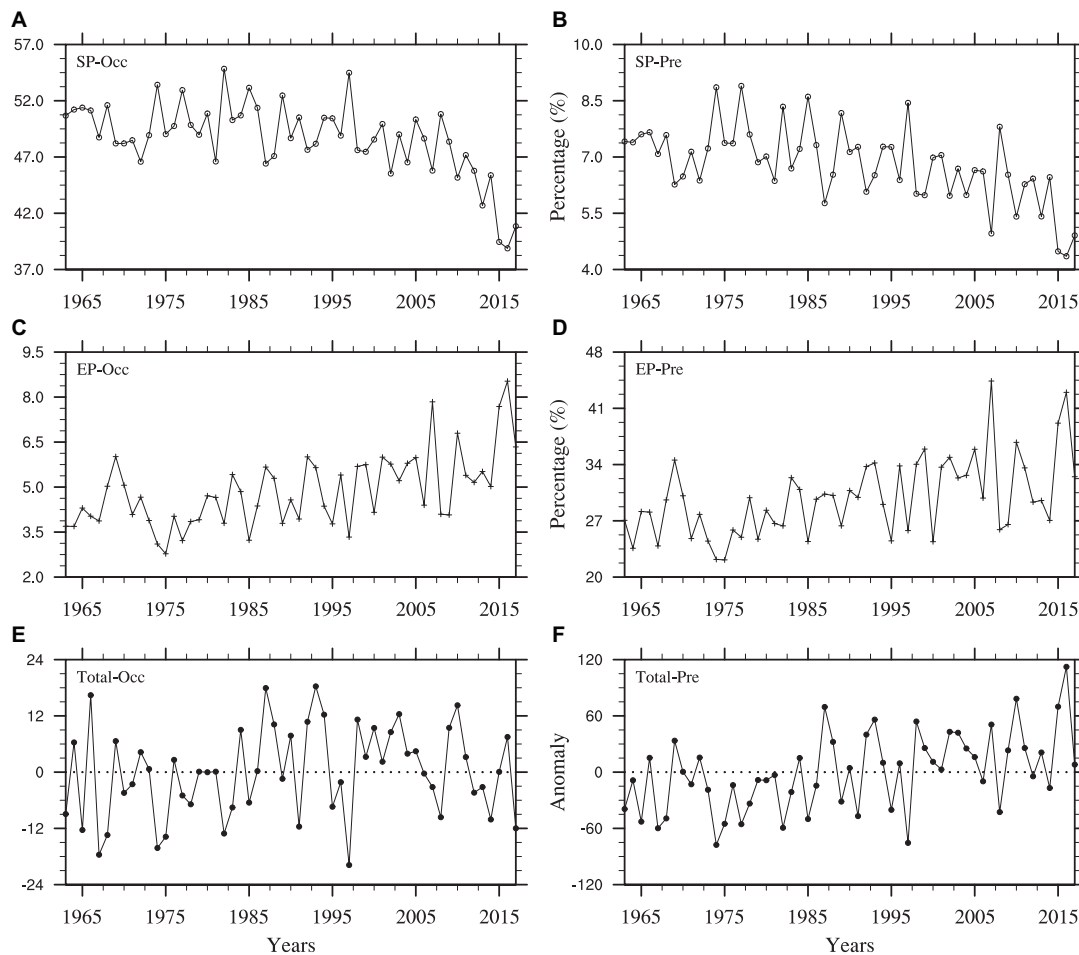 A
57.0
52.0
47.0
42.0
37.0
SP-Occ
1965 1975 1985 1995 2005 2015
B
10.0
8.5
7.0
5.5
4.0
Percentage (%)
SP-Pre
1965 1975 1985 1995 2005 2015
C
9.5
8.0
6.5
5.0
3.5
2.0
EP-Occ
1965 1975 1985 1995 2005 2015
D
48
41
34
27
20
Percentage (%)
EP-Pre
1965 1975 1985 1995 2005 2015
E
24
12
0
-12
-24
Total-Occ
1965 1975 1985 1995 2005 2015
Years
F
120
60
0
-60
-120
Anomaly
Total-Pre
1965 1975 1985 1995 2005 2015
Years